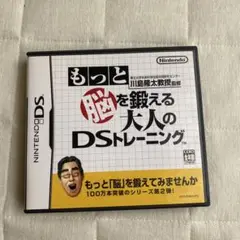 Nintendo
もっと
川島隆太教授監修
脳を鍛える
大人の
DSトレーニング
NINTENDO DS
もっと「脳」を鍛えてみませんか
100万本突破のシリーズ第2弾!